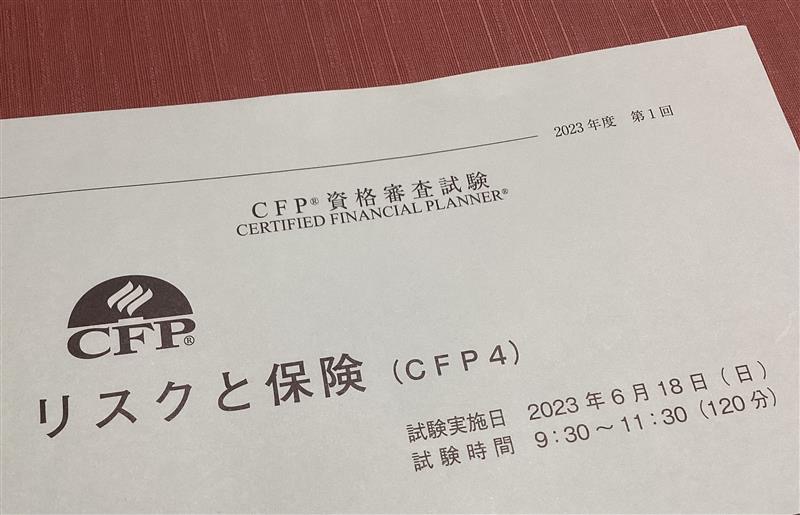 2023年度 第1回
CFP®資格審査試験
CERTIFIED FINANCIAL PLANNER®
CFP®
リスクと保険（CFP4）
試験実施日 2023年6月18日（日）
試験時間 9:30～11:30（120分）